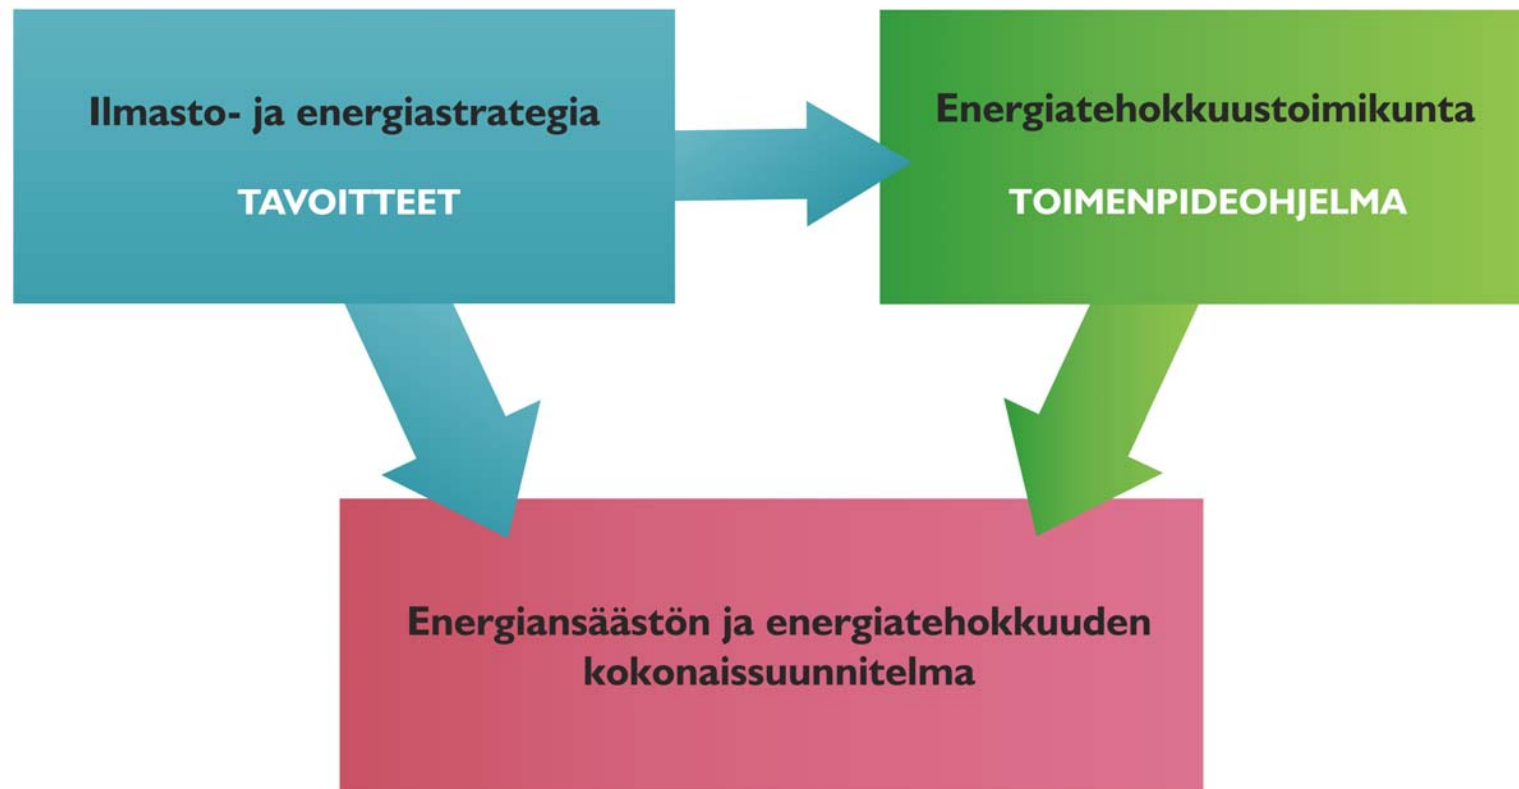 Ilmasto- ja energiastrategia
TAVOITTEET
Energiatehokkuustoimikunta
TOIMENPIDEOHJELMA
Energiansäästön ja energiatehokkuuden
kokonaissuunnitelma